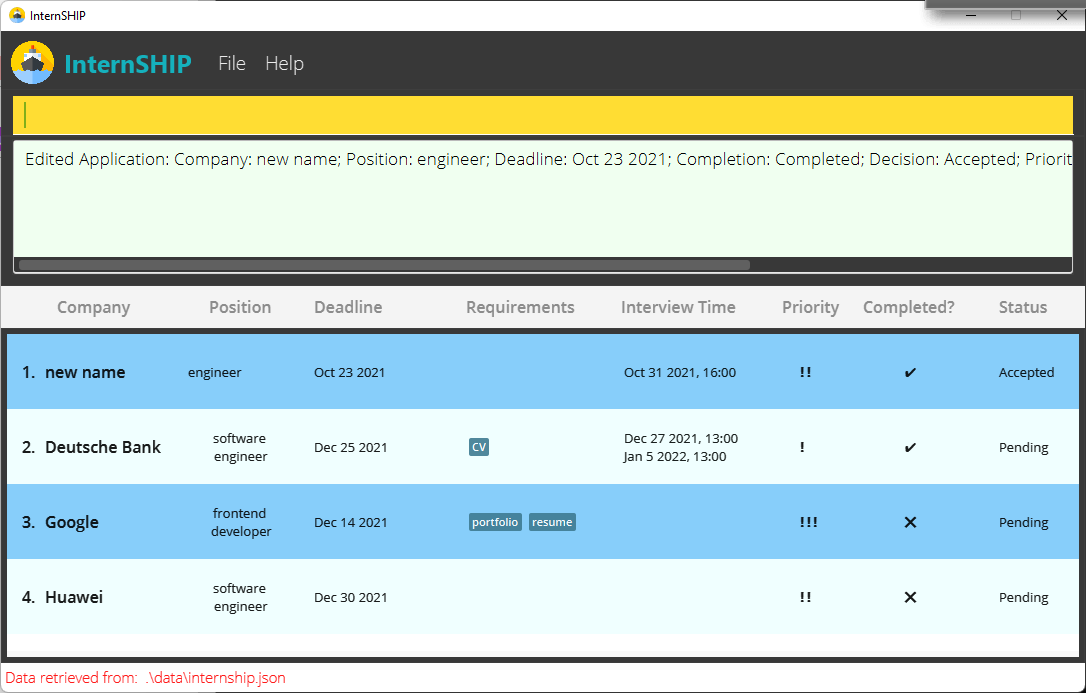 InternSHIP
InternSHIP File Help
Edited Application: Company: new name; Position: engineer; Deadline: Oct 23 2021; Completion: Completed; Decision: Accepted; Priorit
Company Position Deadline Requirements Interview Time Priority Completed? Status
1. new name engineer Oct 23 2021 Oct 31 2021, 16:00 !! ✔ Accepted
2. Deutsche Bank software engineer Dec 25 2021 CV Dec 27 2021, 13:00 Jan 5 2022, 13:00 ! ✔ Pending
3. Google frontend developer Dec 14 2021 portfolio resume !!! ✕ Pending
4. Huawei software engineer Dec 30 2021 !! ✕ Pending
Data retrieved from: .\data\internship.json